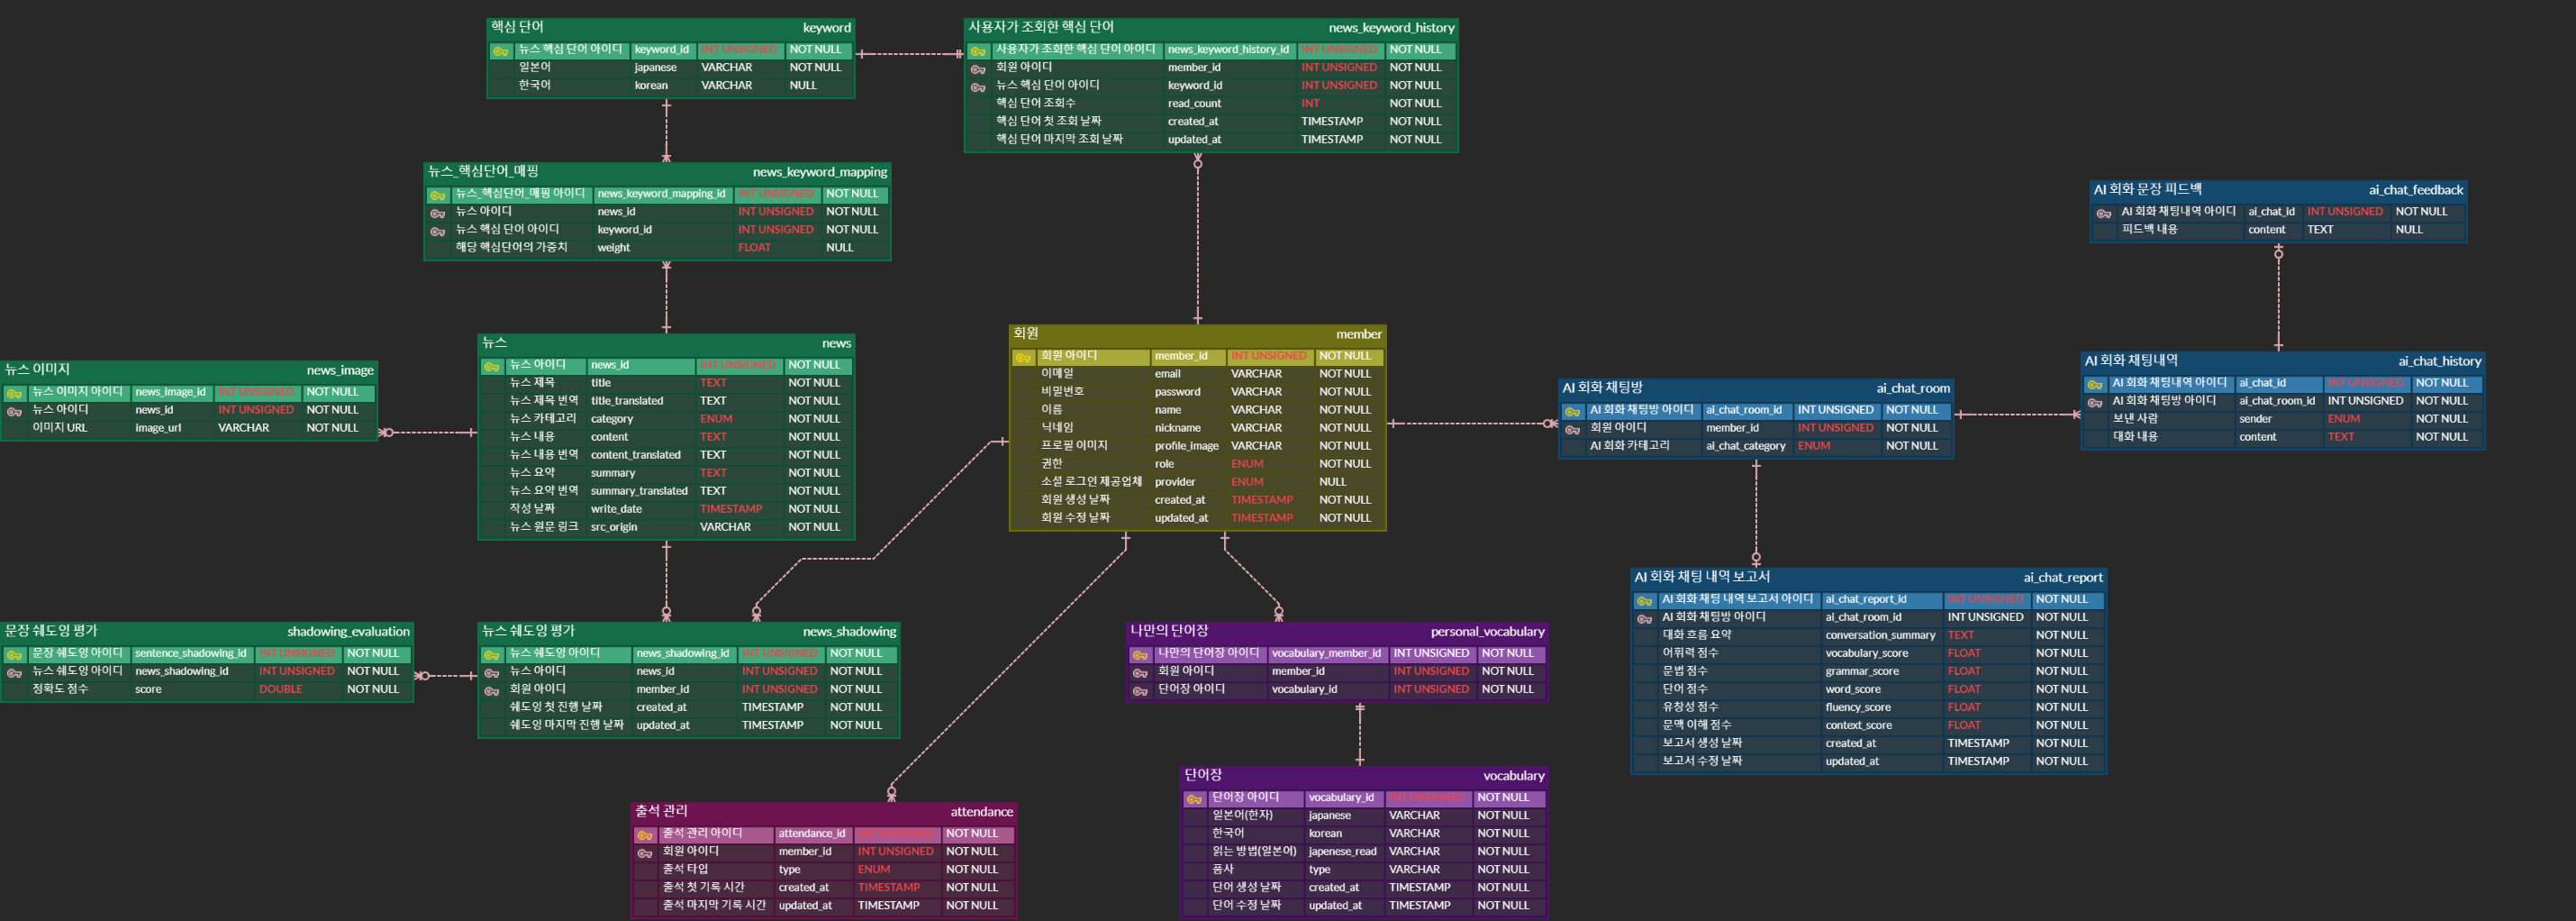 핵심 단어 keyword
뉴스 핵심 단어 아이디 keyword_id INT UNSIGNED NOT NULL
일본어 japanese VARCHAR NOT NULL
한국어 korean VARCHAR NULL
사용자가 조회한 핵심 단어 news_keyword_history
사용자가 조회한 핵심 단어 아이디 news_keyword_history_id INT UNSIGNED NOT NULL
회원 아이디 member_id INT UNSIGNED NOT NULL
뉴스 핵심 단어 아이디 keyword_id INT UNSIGNED NOT NULL
핵심 단어 조회수 read_count INT NOT NULL
핵심 단어 첫 조회 날짜 created_at TIMESTAMP NOT NULL
핵심 단어 마지막 조회 날짜 updated_at TIMESTAMP NOT NULL
뉴스_핵심단어_매핑 news_keyword_mapping
뉴스_핵심단어_매핑 아이디 news_keyword_mapping_id INT UNSIGNED NOT NULL
뉴스 아이디 news_id INT UNSIGNED NOT NULL
뉴스 핵심 단어 아이디 keyword_id INT UNSIGNED NOT NULL
해당 핵심단어의 가중치 weight FLOAT NULL
AI 회화 문장 피드백 ai_chat_feedback
AI 회화 채팅내역 아이디 ai_chat_id INT UNSIGNED NOT NULL
피드백 내용 content TEXT NULL
뉴스 이미지 news_image
뉴스 이미지 아이디 news_image_id INT UNSIGNED NOT NULL
뉴스 아이디 news_id INT UNSIGNED NOT NULL
이미지 URL image_url VARCHAR NOT NULL
뉴스 news
뉴스 아이디 news_id INT UNSIGNED NOT NULL
뉴스 제목 title TEXT NOT NULL
뉴스 제목 번역 title_translated TEXT NOT NULL
뉴스 카테고리 category ENUM NOT NULL
뉴스 내용 content TEXT NOT NULL
뉴스 내용 번역 content_translated TEXT NOT NULL
뉴스 요약 summary TEXT NOT NULL
뉴스 요약 번역 summary_translated TEXT NOT NULL
작성 날짜 write_date TIMESTAMP NOT NULL
뉴스 원문 링크 src_origin VARCHAR NOT NULL
회원 member
회원 아이디 member_id INT UNSIGNED NOT NULL
이메일 email VARCHAR NOT NULL
비밀번호 password VARCHAR NOT NULL
이름 name VARCHAR NOT NULL
닉네임 nickname VARCHAR NOT NULL
프로필 이미지 profile_image VARCHAR NOT NULL
권한 role ENUM NOT NULL
소셜 로그인 제공업체 provider ENUM NULL
회원 생성 날짜 created_at TIMESTAMP NOT NULL
회원 수정 날짜 updated_at TIMESTAMP NOT NULL
AI 회화 채팅방 ai_chat_room
AI 회화 채팅방 아이디 ai_chat_room_id INT UNSIGNED NOT NULL
회원 아이디 member_id INT UNSIGNED NOT NULL
AI 회화 카테고리 ai_chat_category ENUM NOT NULL
AI 회화 채팅내역 ai_chat_history
AI 회화 채팅내역 아이디 ai_chat_id INT UNSIGNED NOT NULL
AI 회화 채팅방 아이디 ai_chat_room_id INT UNSIGNED NOT NULL
보낸 사람 sender ENUM NOT NULL
대화 내용 content TEXT NOT NULL
문장 쉐도잉 평가 shadowing_evaluation
문장 쉐도잉 아이디 sentence_shadowing_id INT UNSIGNED NOT NULL
뉴스 쉐도잉 아이디 news_shadowing_id INT UNSIGNED NOT NULL
정확도 점수 score DOUBLE NOT NULL
뉴스 쉐도잉 평가 news_shadowing
뉴스 쉐도잉 아이디 news_shadowing_id INT UNSIGNED NOT NULL
뉴스 아이디 news_id INT UNSIGNED NOT NULL
회원 아이디 member_id INT UNSIGNED NOT NULL
쉐도잉 첫 진행 날짜 created_at TIMESTAMP NOT NULL
쉐도잉 마지막 진행 날짜 updated_at TIMESTAMP NOT NULL
나만의 단어장 personal_vocabulary
나만의 단어장 아이디 vocabulary_member_id INT UNSIGNED NOT NULL
회원 아이디 member_id INT UNSIGNED NOT NULL
단어장 아이디 vocabulary_id INT UNSIGNED NOT NULL
AI 회화 채팅 내역 보고서 ai_chat_report
AI 회화 채팅 내역 보고서 아이디 ai_chat_report_id INT UNSIGNED NOT NULL
AI 회화 채팅방 아이디 ai_chat_room_id INT UNSIGNED NOT NULL
대화 흐름 요약 conversation_summary TEXT NOT NULL
어휘력 점수 vocabulary_score FLOAT NOT NULL
문법 점수 grammar_score FLOAT NOT NULL
단어 점수 word_score FLOAT NOT NULL
유창성 점수 fluency_score FLOAT NOT NULL
문맥 이해 점수 context_score FLOAT NOT NULL
보고서 생성 날짜 created_at TIMESTAMP NOT NULL
보고서 수정 날짜 updated_at TIMESTAMP NOT NULL
출석 관리 attendance
출석 관리 아이디 attendance_id INT UNSIGNED NOT NULL
회원 아이디 member_id INT UNSIGNED NOT NULL
출석 타입 type ENUM NOT NULL
출석 첫 기록 시간 created_at TIMESTAMP NOT NULL
출석 마지막 기록 시간 updated_at TIMESTAMP NOT NULL
단어장 vocabulary
단어장 아이디 vocabulary_id INT UNSIGNED NOT NULL
일본어(한자) japanese VARCHAR NOT NULL
한국어 korean VARCHAR NOT NULL
읽는 방법(일본어) japenese_read VARCHAR NOT NULL
품사 type VARCHAR NOT NULL
단어 생성 날짜 created_at TIMESTAMP NOT NULL
단어 수정 날짜 updated_at TIMESTAMP NOT NULL